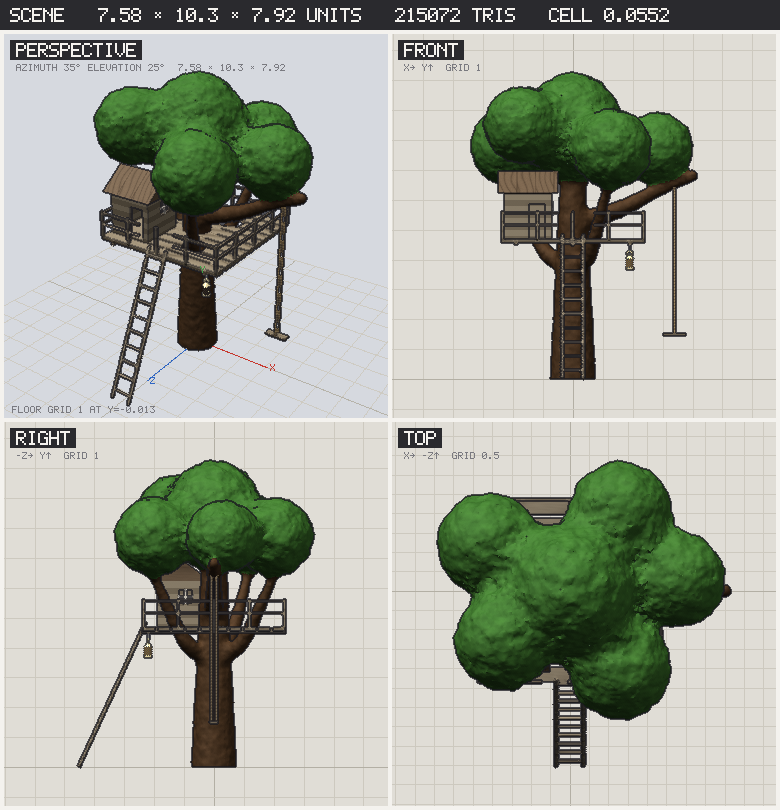 SCENE 7.58 × 10.3 × 7.92 UNITS 215072 TRIS CELL 0.0552
PERSPECTIVE
AZIMUTH 35° ELEVATION 25° 7.58 × 10.3 × 7.92
X
Z
FLOOR GRID 1 AT Y=-0.013
FRONT
X→ Y↑ GRID 1
RIGHT
-Z→ Y↑ GRID 1
TOP
X→ -Z↑ GRID 0.5